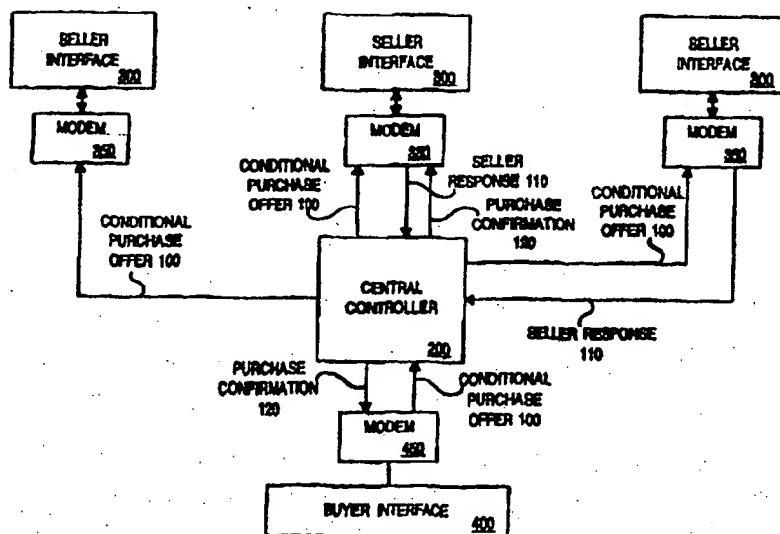 SELLER
INTERFACE
300
SELLER
INTERFACE
300
SELLER
INTERFACE
300
MODEM
350
MODEM
350
MODEM
350
CONDITIONAL
PURCHASE
OFFER 100
SELLER
RESPONSE 110
PURCHASE
CONFIRMATION
120
CONDITIONAL
PURCHASE
OFFER 100
CONDITIONAL
PURCHASE
OFFER 100
CENTRAL
CONTROLLER
200
SELLER RESPONSE
110
PURCHASE
CONFIRMATION
120
CONDITIONAL
PURCHASE
OFFER 100
MODEM
450
BUYER INTERFACE
400